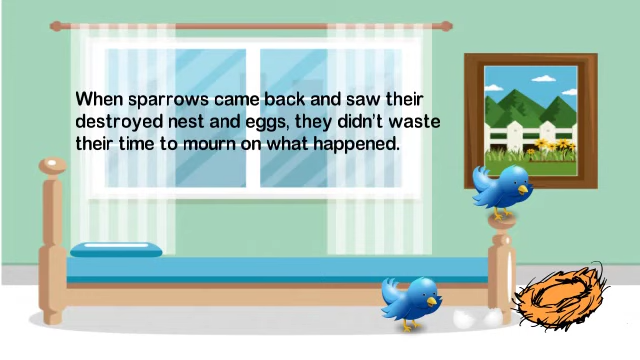 When sparrows came back and saw their
destroyed nest and eggs, they didn't waste
their time to mourn on what happened.